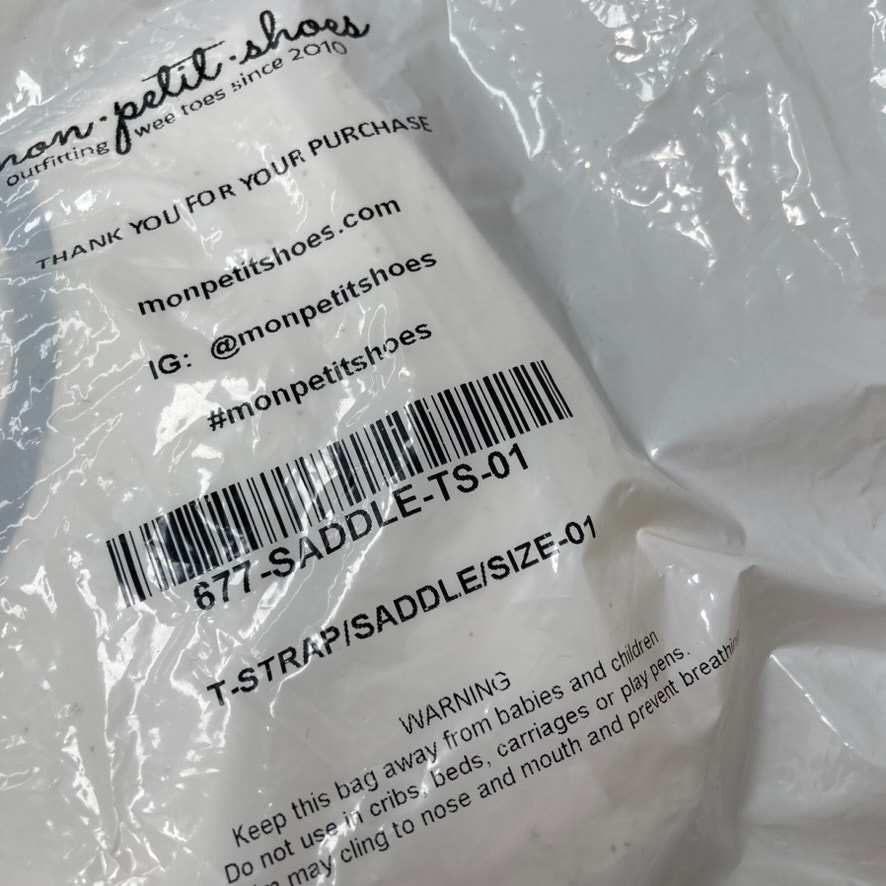 mon·petit·shoes
outfitting wee toes since 2010
THANK YOU FOR YOUR PURCHASE
monpetitshoes.com
IG: @monpetitshoes
#monpetitshoes
677-SADDLE-TS-01
T-STRAP/SADDLE/SIZE-01
WARNING
Keep this bag away from babies and children
Do not use in cribs, beds, carriages or play pens.
may cling to nose and mouth and prevent